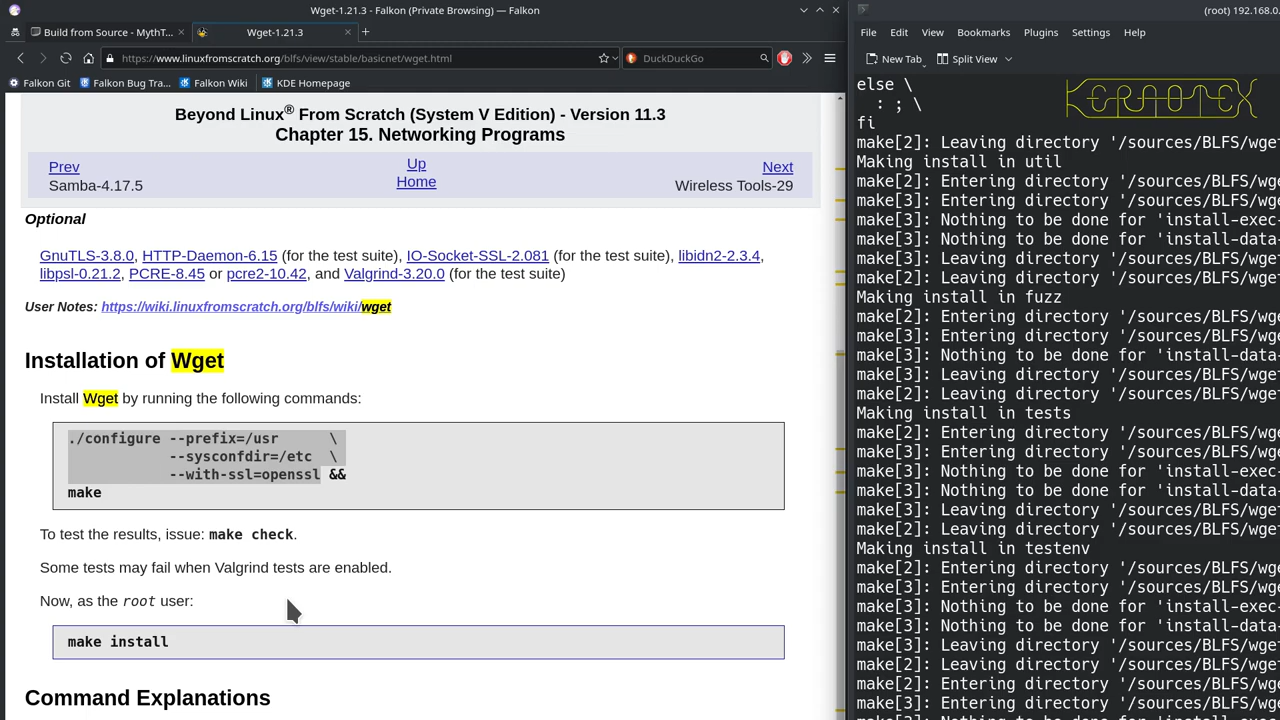 Wget-1.21.3 - Falkon (Private Browsing) — Falkon
Build from Source - MythT...
Wget-1.21.3
https://www.linuxfromscratch.org/blfs/view/stable/basicnet/wget.html
DuckDuckGo
Falkon Git
Falkon Bug Tra...
Falkon Wiki
KDE Homepage
Beyond Linux® From Scratch (System V Edition) - Version 11.3
Chapter 15. Networking Programs
Prev
Up
Next
Samba-4.17.5
Home
Wireless Tools-29
Optional
GnuTLS-3.8.0, HTTP-Daemon-6.15 (for the test suite), IO-Socket-SSL-2.081 (for the test suite), libidn2-2.3.4,
libpsl-0.21.2, PCRE-8.45 or pcre2-10.42, and Valgrind-3.20.0 (for the test suite)
User Notes: https://wiki.linuxfromscratch.org/blfs/wiki/wget
Installation of Wget
Install Wget by running the following commands:
./configure --prefix=/usr \
--sysconfdir=/etc \
--with-ssl=openssl &&
make
To test the results, issue: make check.
Some tests may fail when Valgrind tests are enabled.
Now, as the root user:
make install
Command Explanations
(root) 192.168.0.
File Edit View Bookmarks Plugins Settings Help
New Tab
Split View
else \
: ; \
fi
KERAOTEX
make[2]: Leaving directory '/sources/BLFS/wge
Making install in util
make[2]: Entering directory '/sources/BLFS/wg
make[3]: Entering directory '/sources/BLFS/wg
make[3]: Nothing to be done for 'install-exec
make[3]: Nothing to be done for 'install-data
make[3]: Leaving directory '/sources/BLFS/wge
make[2]: Leaving directory '/sources/BLFS/wge
Making install in fuzz
make[2]: Entering directory '/sources/BLFS/wg
make[3]: Entering directory '/sources/BLFS/wg
make[3]: Nothing to be done for 'install-data
make[3]: Leaving directory '/sources/BLFS/wge
make[2]: Leaving directory '/sources/BLFS/wge
Making install in tests
make[2]: Entering directory '/sources/BLFS/wg
make[3]: Entering directory '/sources/BLFS/wg
make[3]: Nothing to be done for 'install-exec
make[3]: Nothing to be done for 'install-data
make[3]: Leaving directory '/sources/BLFS/wge
make[2]: Leaving directory '/sources/BLFS/wge
Making install in testenv
make[2]: Entering directory '/sources/BLFS/wg
make[3]: Entering directory '/sources/BLFS/wg
make[3]: Nothing to be done for 'install-exec
make[3]: Nothing to be done for 'install-data
make[3]: Leaving directory '/sources/BLFS/wge
make[2]: Leaving directory '/sources/BLFS/wge
make[2]: Entering directory '/sources/BLFS/wg
make[3]: Entering directory '/sources/BLFS/wg